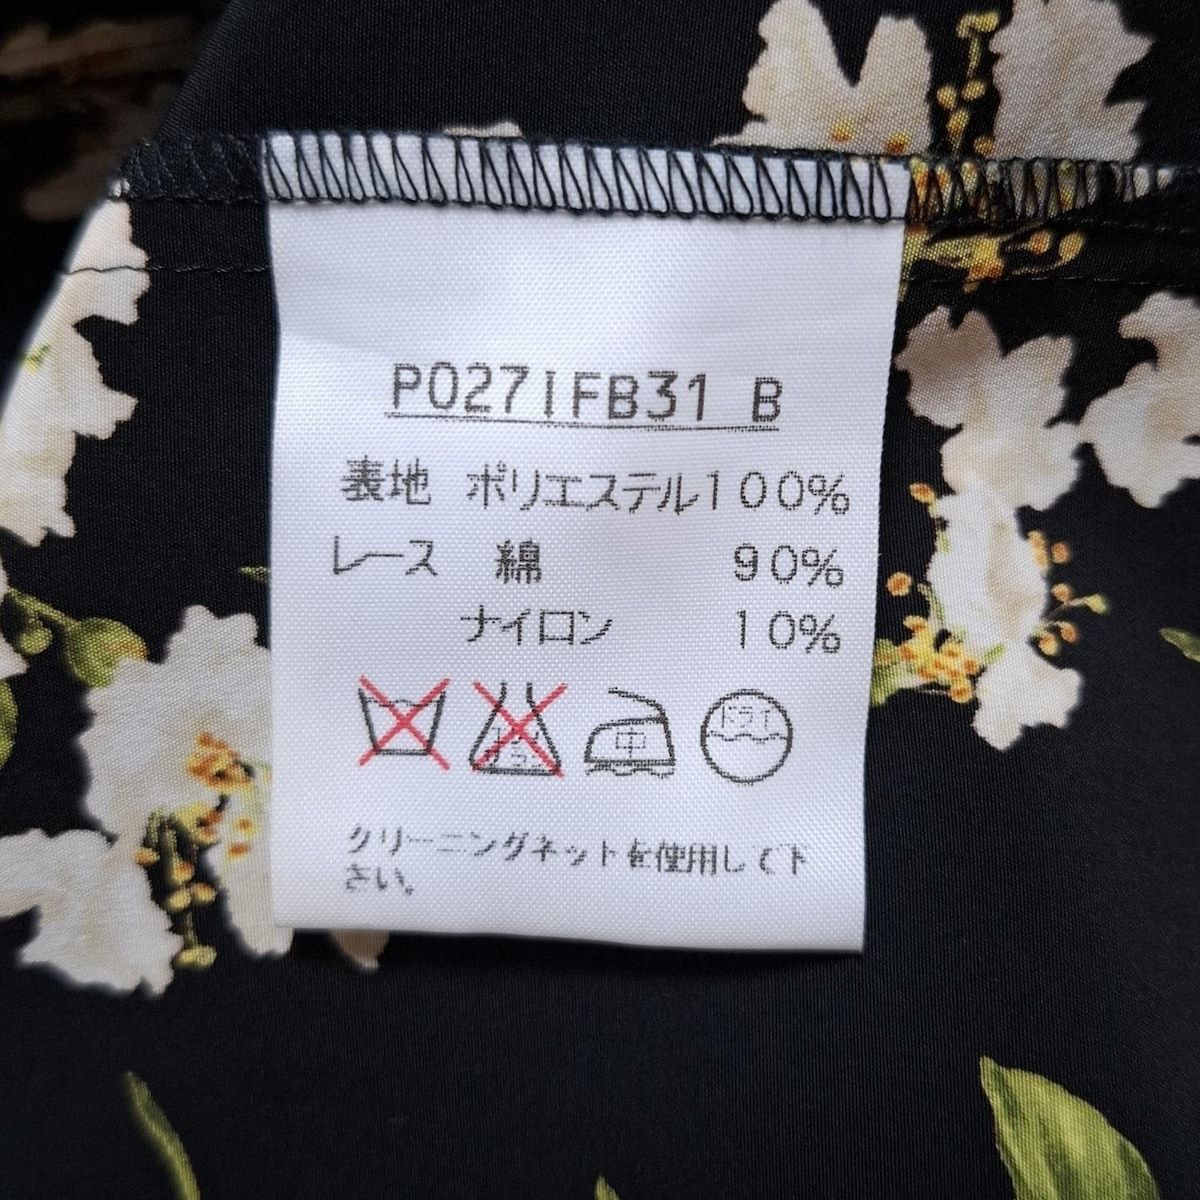 P027IFB31 B
表地 ポリエステル100%
レース 綿 90%
ナイロン 10%
中
ドライ
クリーニングネットを使用して下
さい。